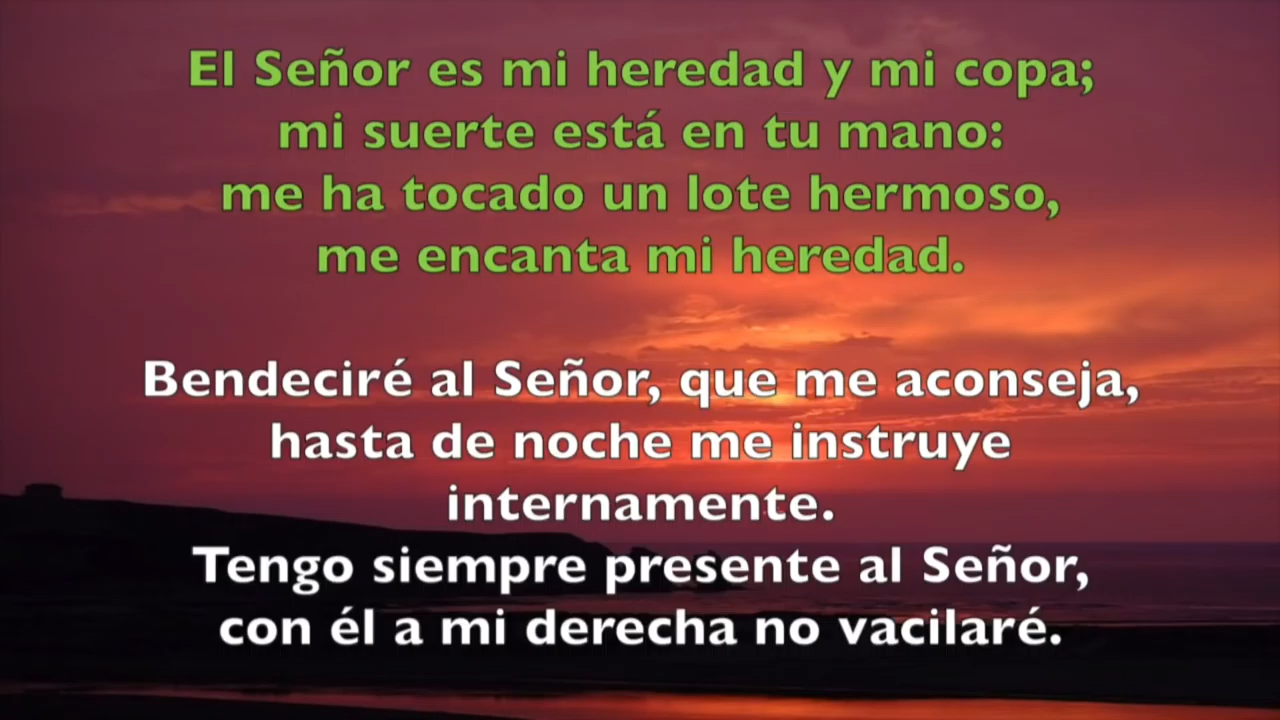 El Señor es mi heredad y mi copa;
mi suerte está en tu mano:
me ha tocado un lote hermoso,
me encanta mi heredad.
Bendeciré al Señor, que me aconseja,
hasta de noche me instruye
internamente.
Tengo siempre presente al Señor,
con él a mi derecha no vacilaré.